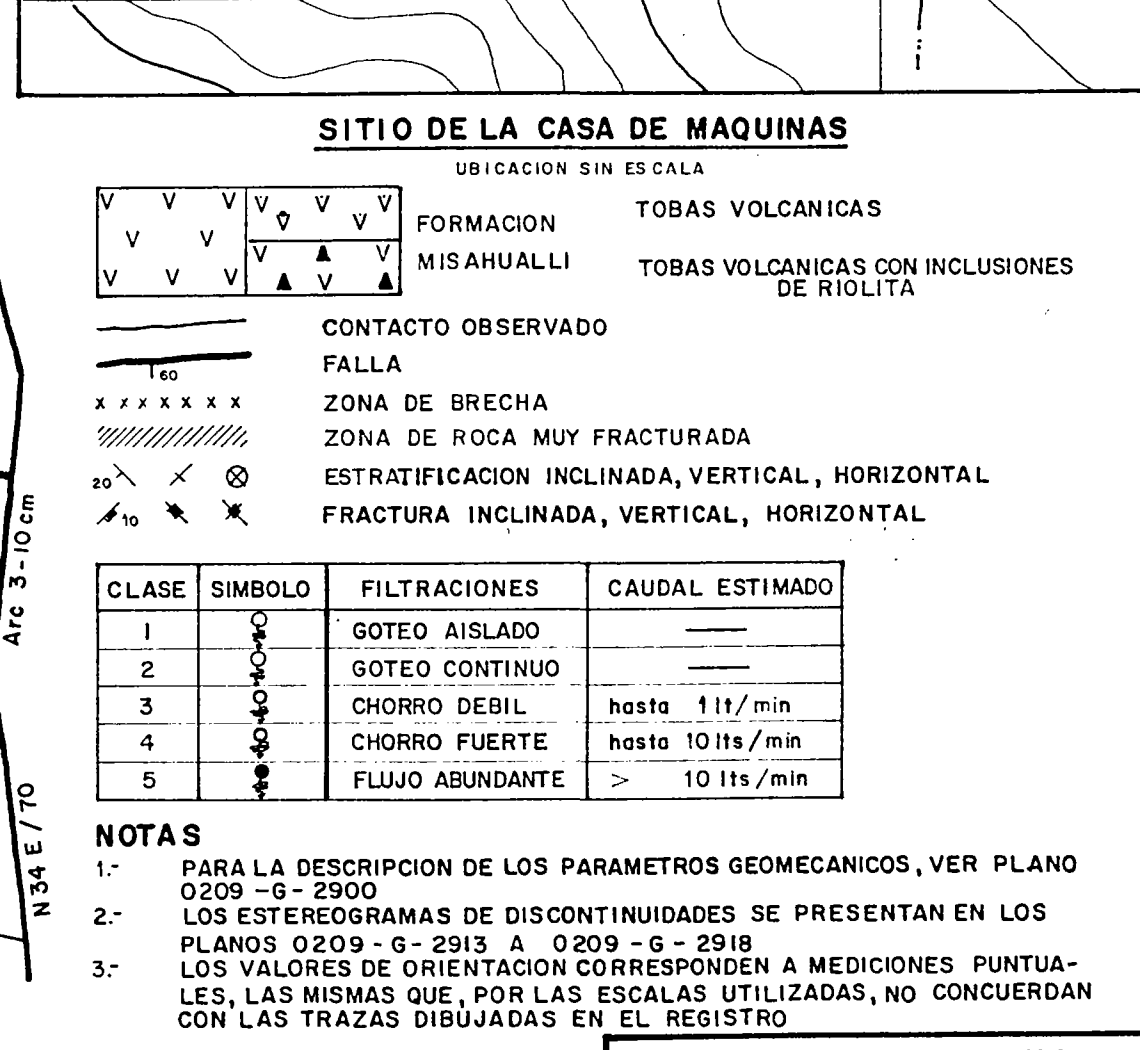 SITIO DE LA CASA DE MAQUINAS
UBICACION SIN ESCALA
FORMACION
MISAHUALLI
TOBAS VOLCANICAS
TOBAS VOLCANICAS CON INCLUSIONES
DE RIOLITA
CONTACTO OBSERVADO
60
FALLA
ZONA DE BRECHA
ZONA DE ROCA MUY FRACTURADA
20 ESTRATIFICACION INCLINADA, VERTICAL, HORIZONTAL
10 FRACTURA INCLINADA, VERTICAL, HORIZONTAL
CLASE SIMBOLO FILTRACIONES CAUDAL ESTIMADO
1 GOTEO AISLADO ——
2 GOTEO CONTINUO ——
3 CHORRO DEBIL hasta 1 lt/min
4 CHORRO FUERTE hasta 10 lts/min
5 FLUJO ABUNDANTE > 10 lts/min
NOTAS
1.- PARA LA DESCRIPCION DE LOS PARAMETROS GEOMECANICOS, VER PLANO
0209-G-2900
2.- LOS ESTEREOGRAMAS DE DISCONTINUIDADES SE PRESENTAN EN LOS
PLANOS 0209-G-2913 A 0209-G-2918
3.- LOS VALORES DE ORIENTACION CORRESPONDEN A MEDICIONES PUNTUA-
LES, LAS MISMAS QUE, POR LAS ESCALAS UTILIZADAS, NO CONCUERDAN
CON LAS TRAZAS DIBUJADAS EN EL REGISTRO
Arc 3-10cm
N34 E/70